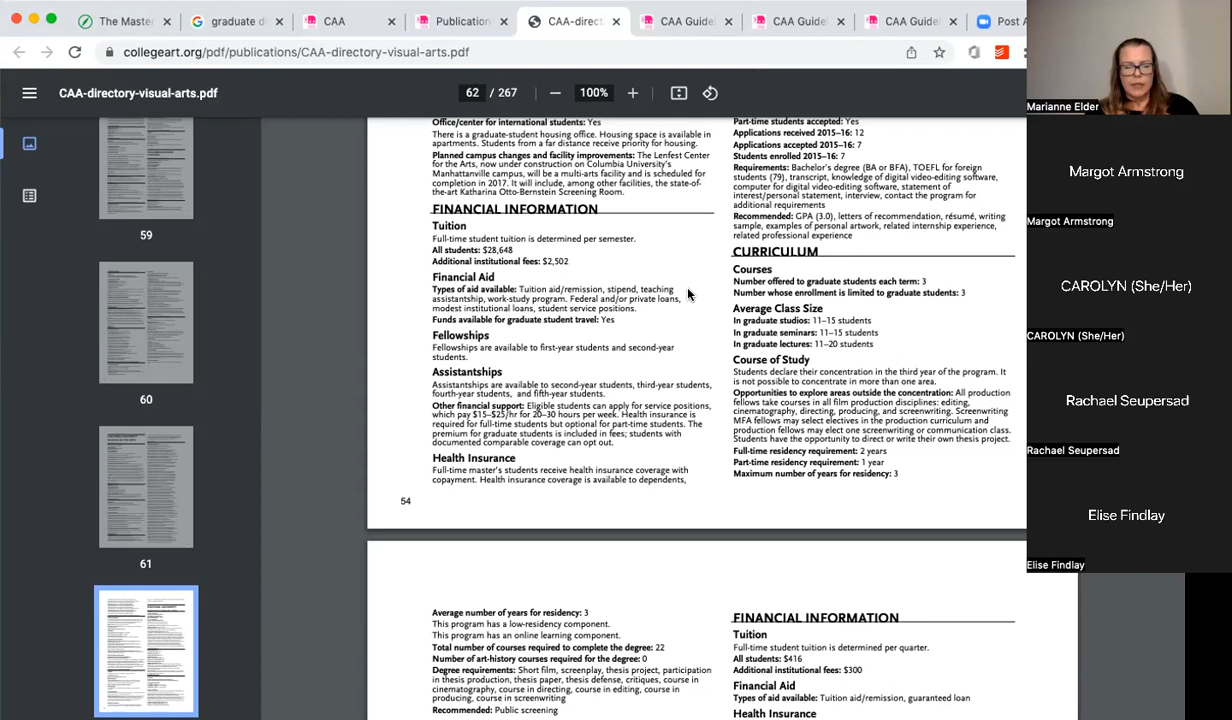 The Master
graduate d
CAA
Publication
CAA-direct
CAA Guidel
CAA Guidel
CAA Guidel
Post A
collegeart.org/pdf/publications/CAA-directory-visual-arts.pdf
CAA-directory-visual-arts.pdf
62 / 267
100%
59
60
61
Office/center for international students: Yes
There is a graduate-student housing office. Housing space is available in
apartments. Students from a far distance receive priority for housing.
Planned campus changes and facility improvements: The Lenfest Center
for the Arts, now under construction on Columbia University's
Manhattanville campus, will be a multi-arts facility and is scheduled for
completion in 2017. It will include, among other facilities, the state-of-
the-art Katharina Otto-Bernstein Screening Room.
FINANCIAL INFORMATION
Tuition
Full-time student tuition is determined per semester.
All students: $28,648
Additional institutional fees: $2,502
Financial Aid
Types of aid available: Tuition aid/remission, stipend, teaching
assistantship, work-study program. Federal and/or private loans,
modest institutional loans, student service positions.
Funds available for graduate student travel: Yes
Fellowships
Fellowships are available to first-year students and second-year
students.
Assistantships
Assistantships are available to second-year students, third-year students,
fourth-year students, and fifth-year students.
Other financial support: Eligible students can apply for service positions,
which pay $15–$25/hr for 20–30 hours per week. Health insurance is
required for full-time students but optional for part-time students. The
premium for graduate students is included in fees; students with
documented comparable coverage can opt out.
Health Insurance
Full-time master's students receive health insurance coverage with
copayment. Health insurance coverage is available to dependents,
54
Part-time students accepted: Yes
Applications received 2015–16: 12
Applications accepted 2015–16: 7
Students enrolled 2015–16: 7
Requirements: Bachelor's degree (BA or BFA), TOEFL for foreign
students (79), transcript, knowledge of digital video-editing software,
computer for digital video-editing software, statement of
interest/personal statement, interview, contact the program for
additional requirements
Recommended: GPA (3.0), letters of recommendation, résumé, writing
sample, examples of personal artwork, related internship experience,
related professional experience
CURRICULUM
Courses
Number offered to graduate students each term: 3
Number whose enrollment is limited to graduate students: 3
Average Class Size
In graduate studios: 11–15 students
In graduate seminars: 11–15 students
In graduate lectures: 11–20 students
Course of Study
Students declare their concentration in the third year of the program. It
is not possible to concentrate in more than one area.
Opportunities to explore areas outside the concentration: All production
fellows take courses in all film production disciplines: editing,
cinematography, directing, producing, and screenwriting. Screenwriting
MFA fellows may select electives in the production curriculum and
production fellows may elect one screenwriting or communication class.
Students have the opportunity to direct or write their own thesis project.
Full-time residency requirement: 2 years
Part-time residency requirement: 1 year
Maximum number of years for residency: 3
Average number of years for residency: 3
This program has a low-residency component.
This program has an online learning component.
Total number of courses required to complete the degree: 22
Number of art-history courses required for the degree: 0
Degree requirements: Short film, screenplay, thesis project, participation
in thesis production, thesis paper, thesis defense, critiques, course in
cinematography, course in directing, course in editing, course in
producing, course in screenwriting
Recommended: Public screening
FINANCIAL INFORMATION
Tuition
Full-time student tuition is determined per quarter.
All students: $416
Additional institutional fees: $300
Financial Aid
Types of aid available: Tuition aid/remission, guaranteed loan
Health Insurance
Marianne Elder
Margot Armstrong
Margot Armstrong
CAROLYN (She/Her)
CAROLYN (She/Her)
Rachael Seupersad
Rachael Seupersad
Elise Findlay
Elise Findlay